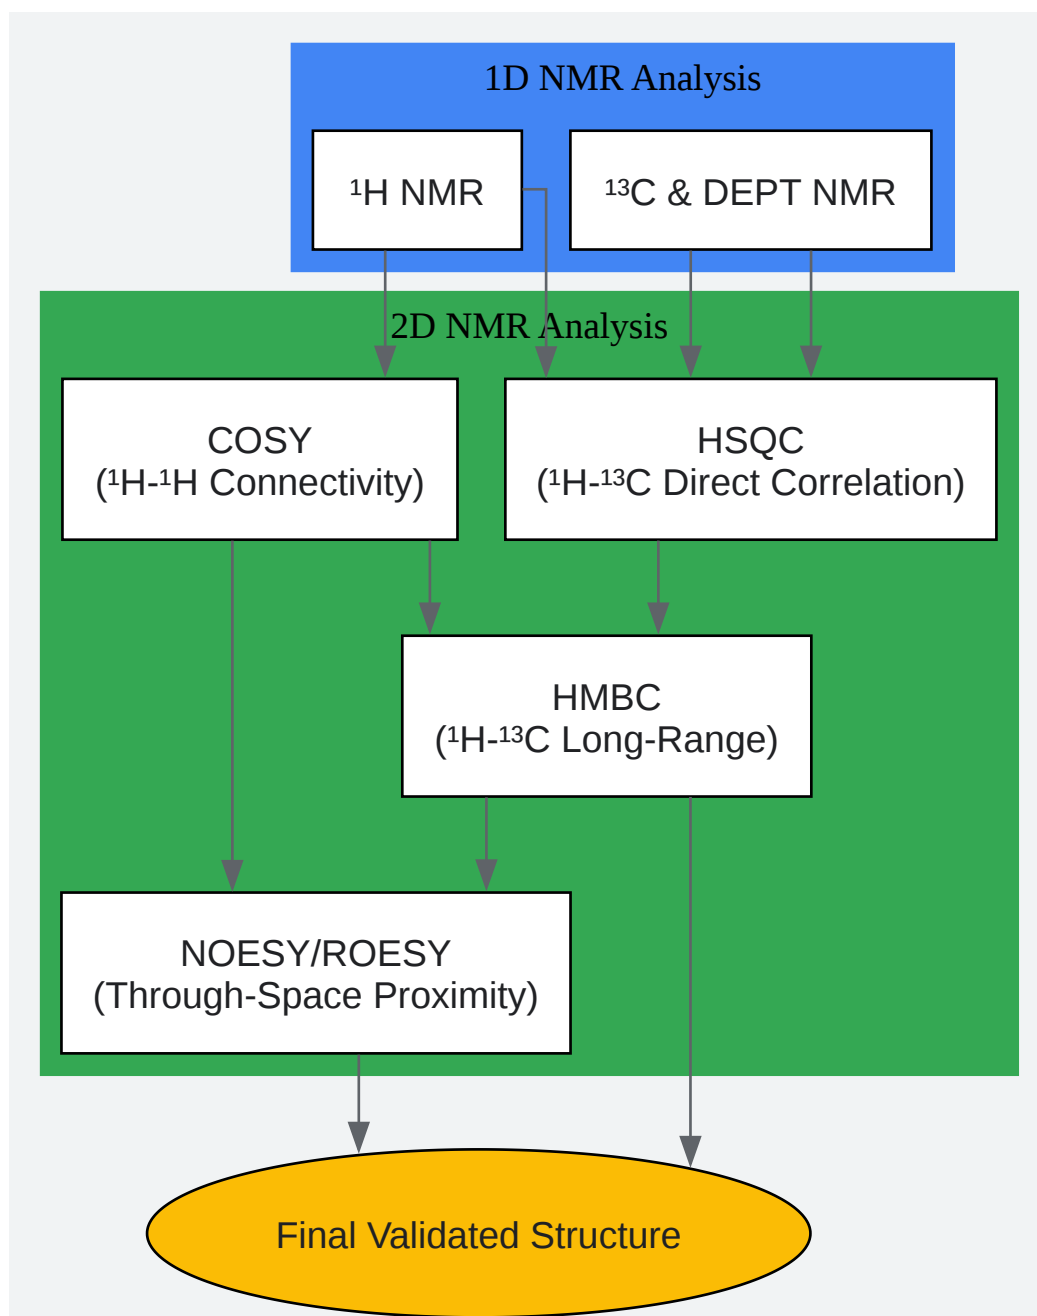 1D NMR Analysis
¹H NMR
¹³C & DEPT NMR
2D NMR Analysis
COSY
(¹H-¹H Connectivity)
HSQC
(¹H-¹³C Direct Correlation)
HMBC
(¹H-¹³C Long-Range)
NOESY/ROESY
(Through-Space Proximity)
Final Validated Structure